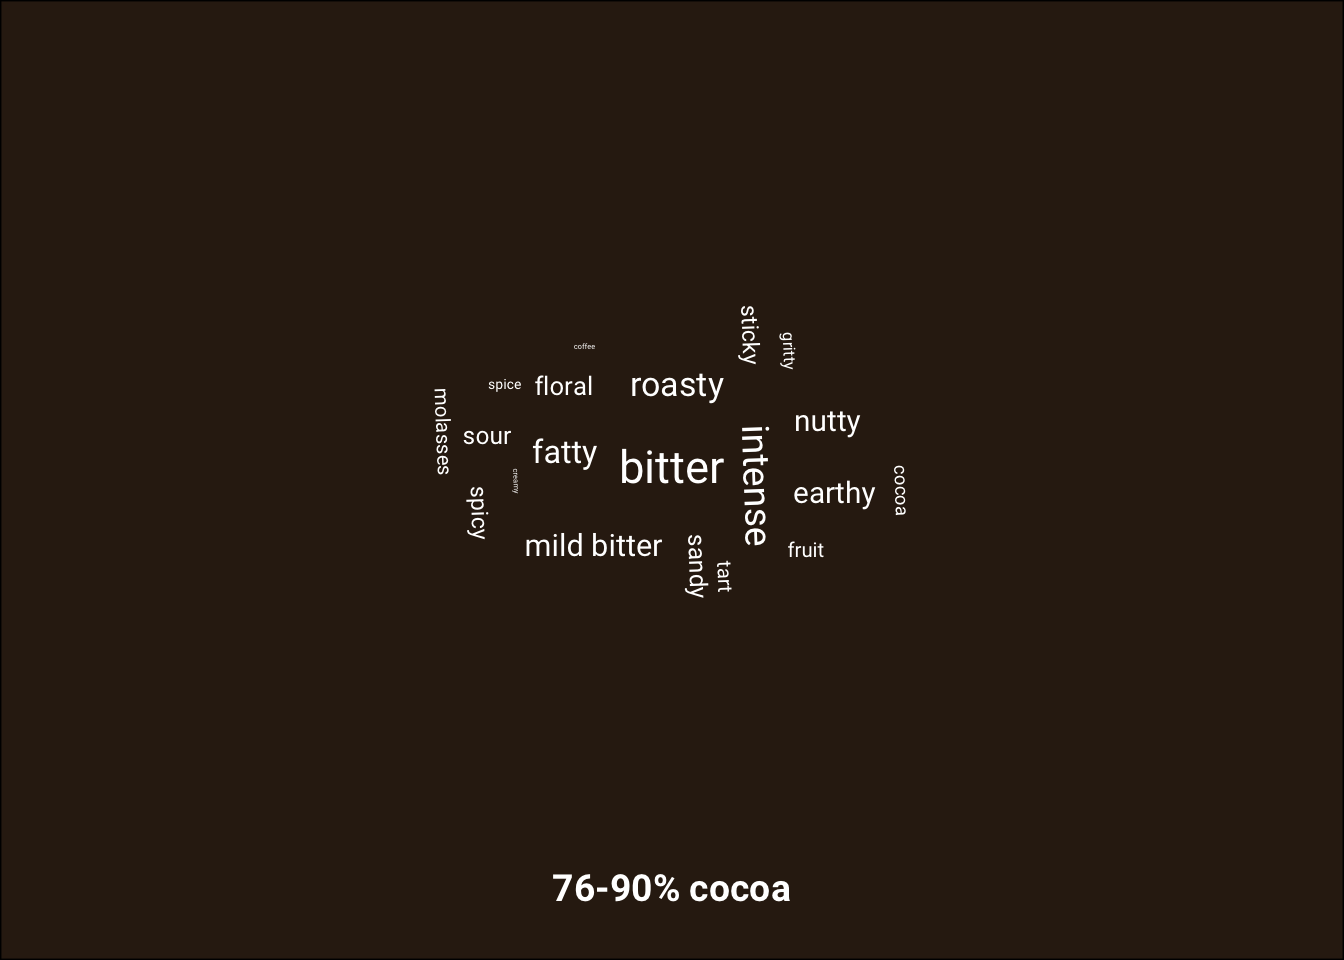 sticky
gritty
coffee
spice
floral
roasty
molasses
nutty
sour
fatty
bitter
intense
creamy
cocoa
earthy
spicy
mild bitter
sandy
tart
fruit
76-90% cocoa